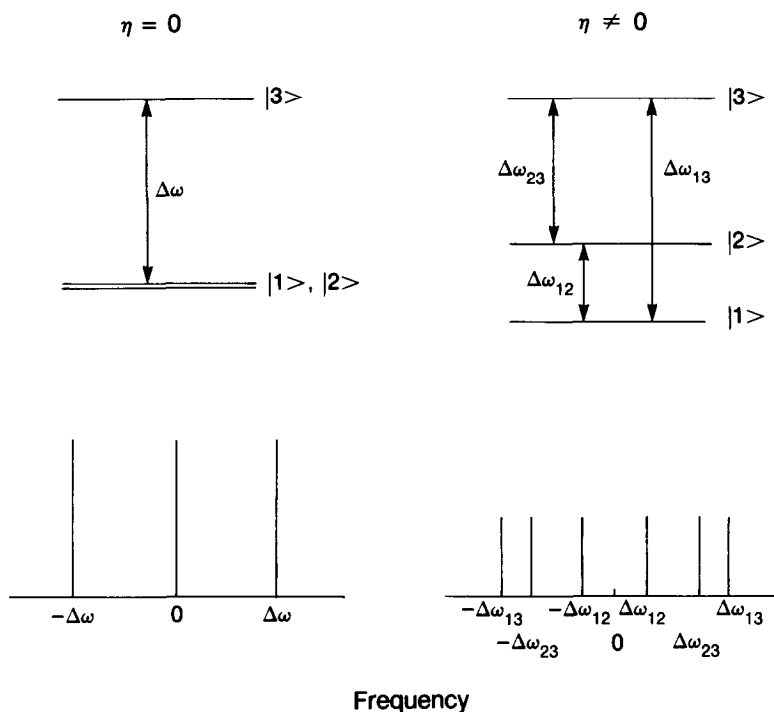 η = 0
η ≠ 0
|3>
|3>
Δω
Δω₂₃
Δω₁₃
|2>
|1>, |2>
Δω₁₂
|1>
−Δω
0
Δω
−Δω₁₃
−Δω₁₂
Δω₁₂
Δω₁₃
−Δω₂₃
0
Δω₂₃
Frequency